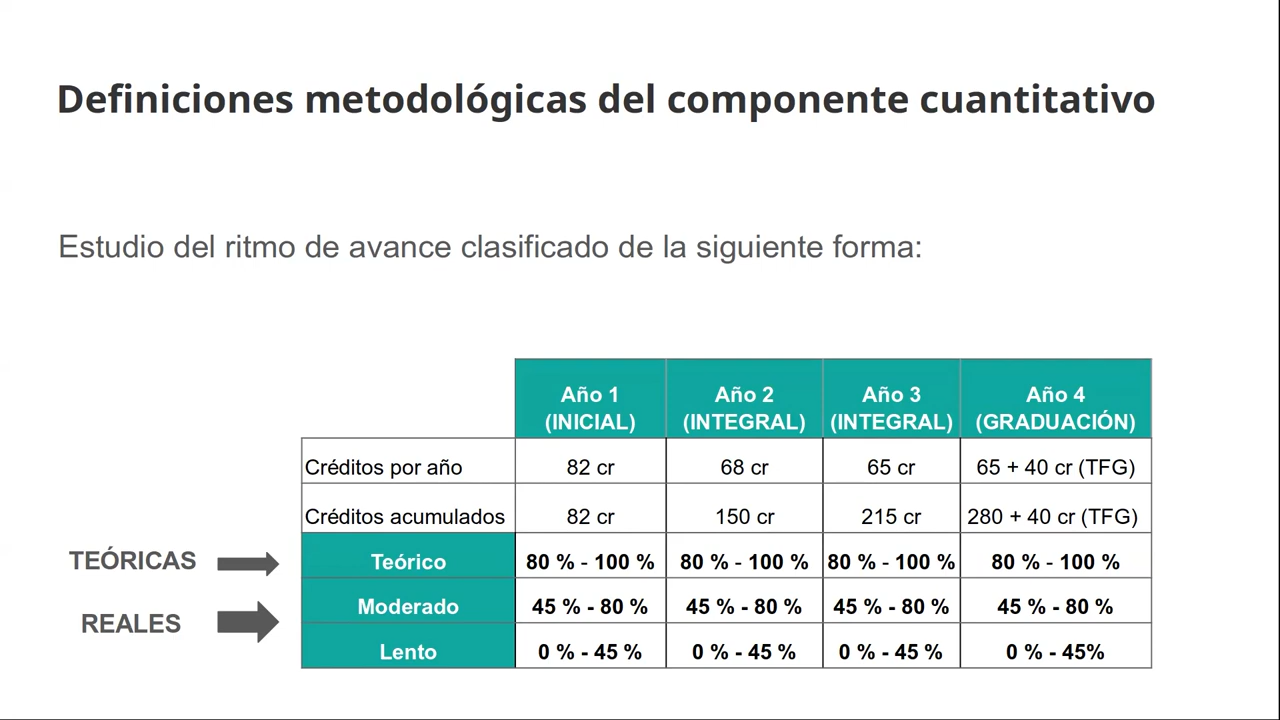 Definiciones metodológicas del componente cuantitativo
Estudio del ritmo de avance clasificado de la siguiente forma:
Año 1 Año 2 Año 3 Año 4
(INICIAL) (INTEGRAL) (INTEGRAL) (GRADUACIÓN)
Créditos por año 82 cr 68 cr 65 cr 65 + 40 cr (TFG)
Créditos acumulados 82 cr 150 cr 215 cr 280 + 40 cr (TFG)
TEÓRICAS Teórico 80 % - 100 % 80 % - 100 % 80 % - 100 % 80 % - 100 %
Moderado 45 % - 80 % 45 % - 80 % 45 % - 80 % 45 % - 80 %
REALES
Lento 0 % - 45 % 0 % - 45 % 0 % - 45 % 0 % - 45%